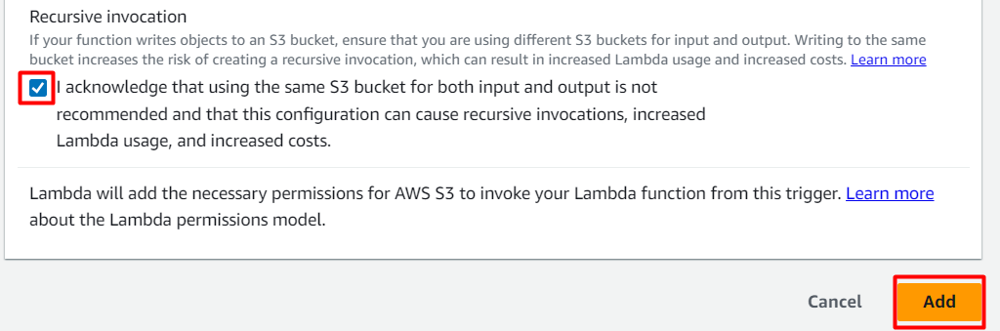 Recursive invocation
If your function writes objects to an S3 bucket, ensure that you are using different S3 buckets for input and output. Writing to the same
bucket increases the risk of creating a recursive invocation, which can result in increased Lambda usage and increased costs. Learn more
I acknowledge that using the same S3 bucket for both input and output is not
recommended and that this configuration can cause recursive invocations, increased
Lambda usage, and increased costs.
Lambda will add the necessary permissions for AWS S3 to invoke your Lambda function from this trigger. Learn more
about the Lambda permissions model.
Cancel Add